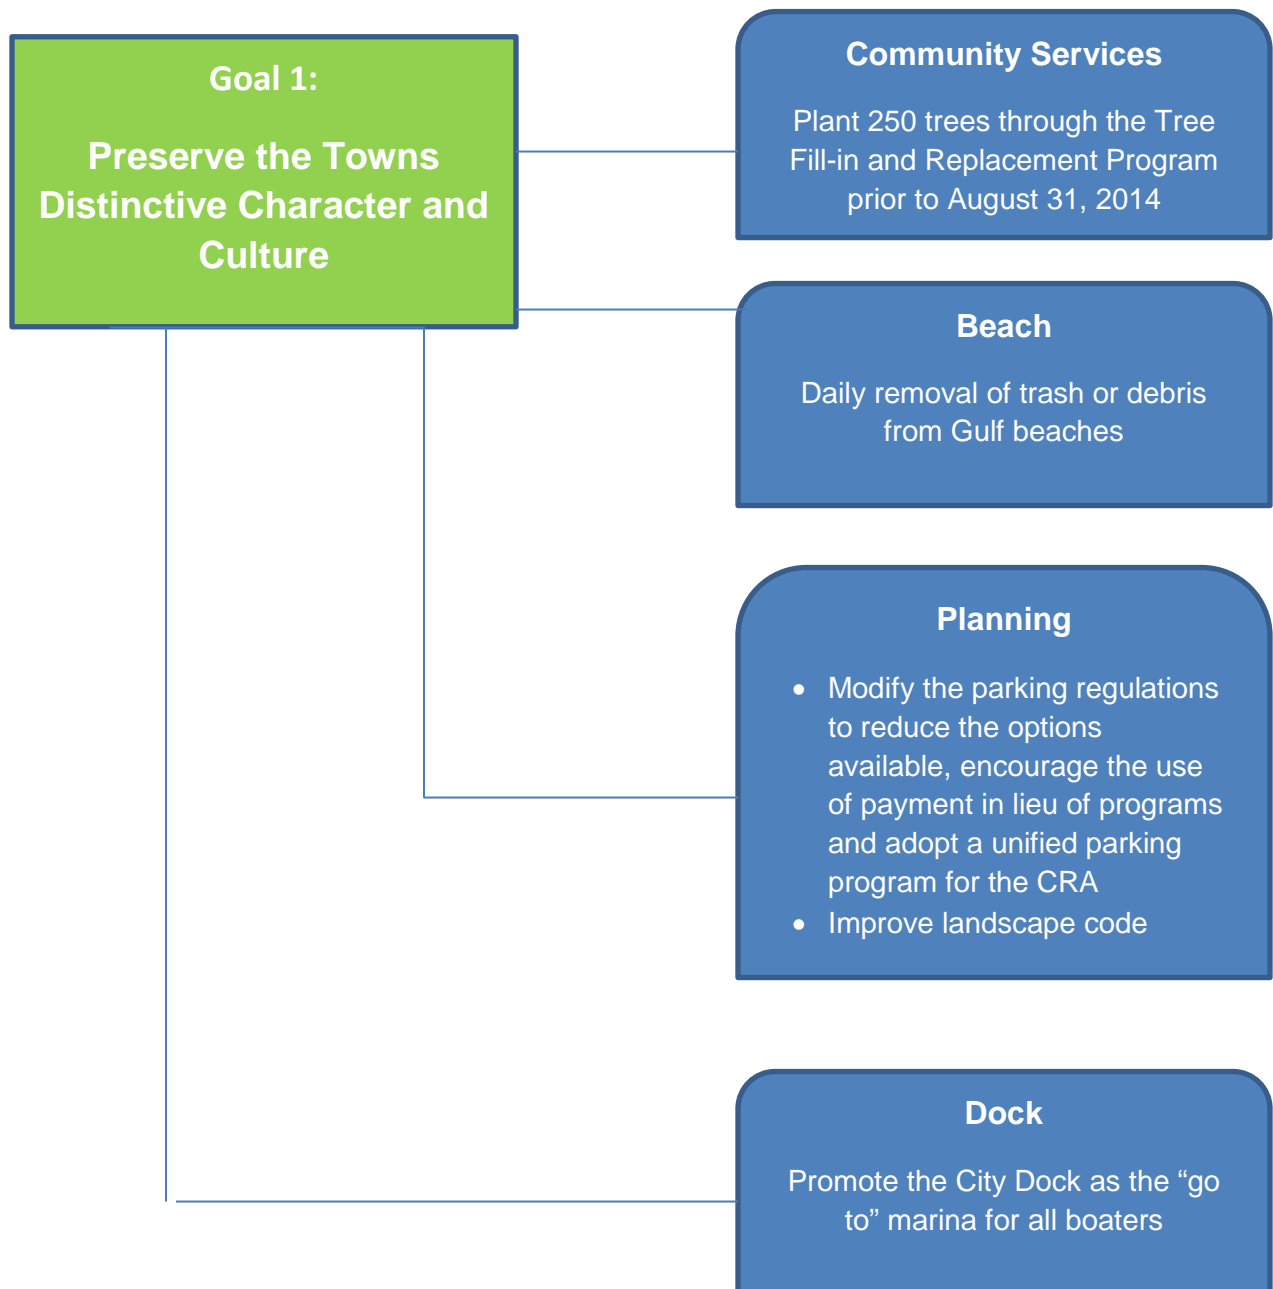 Goal 1:
Preserve the Towns
Distinctive Character and
Culture
Community Services
Plant 250 trees through the Tree
Fill-in and Replacement Program
prior to August 31, 2014
Beach
Daily removal of trash or debris
from Gulf beaches
Planning
• Modify the parking regulations
to reduce the options
available, encourage the use
of payment in lieu of programs
and adopt a unified parking
program for the CRA
• Improve landscape code
Dock
Promote the City Dock as the “go
to” marina for all boaters